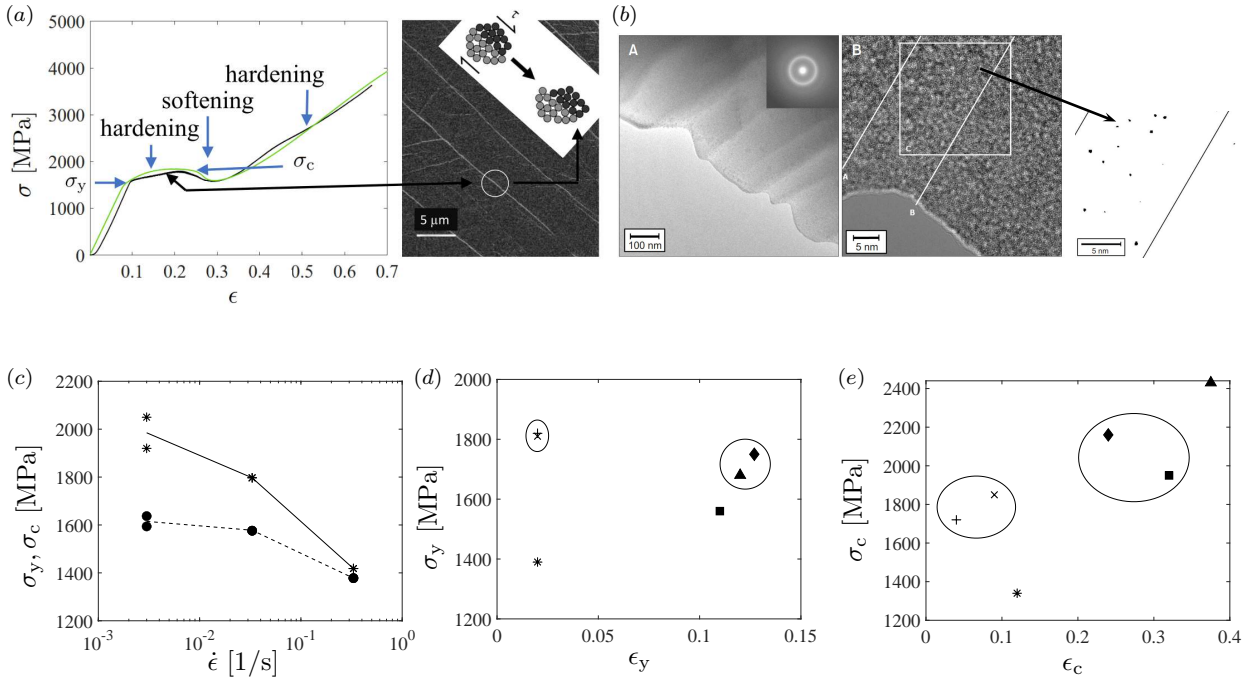 (a)
σ [MPa]
5000
4000
3000
2000
1000
0
0.1 0.2 0.3 0.4 0.5 0.6 0.7
ϵ
σy
hardening
softening
hardening
σc
τ
5 μm
(b)
A
100 nm
B
C
A
B
5 nm
5 nm
(c)
σy, σc [MPa]
2200
2000
1800
1600
1400
1200
10⁻³ 10⁻² 10⁻¹ 10⁰
ϵ̇ [1/s]
(d)
σy [MPa]
2000
1800
1600
1400
1200
0 0.05 0.1 0.15
ϵy
(e)
σc [MPa]
2400
2200
2000
1800
1600
1400
1200
0 0.1 0.2 0.3 0.4
ϵc